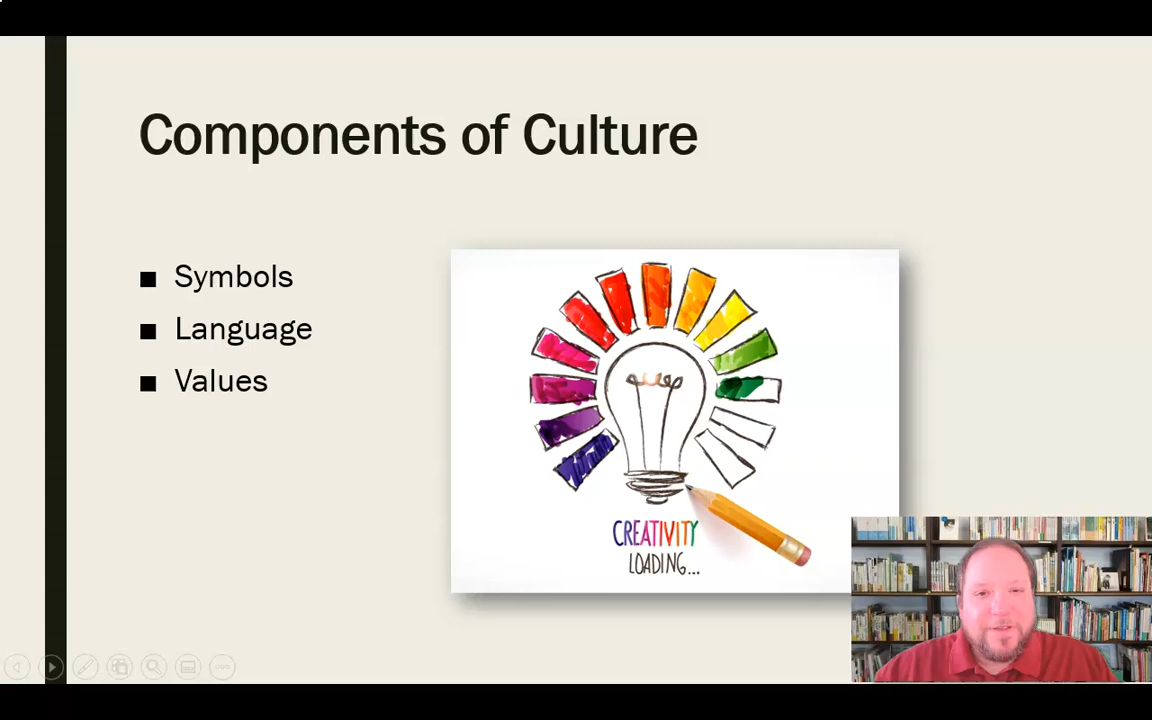 Components of Culture
Symbols
Language
Values
CREATIVITY
LOADING...